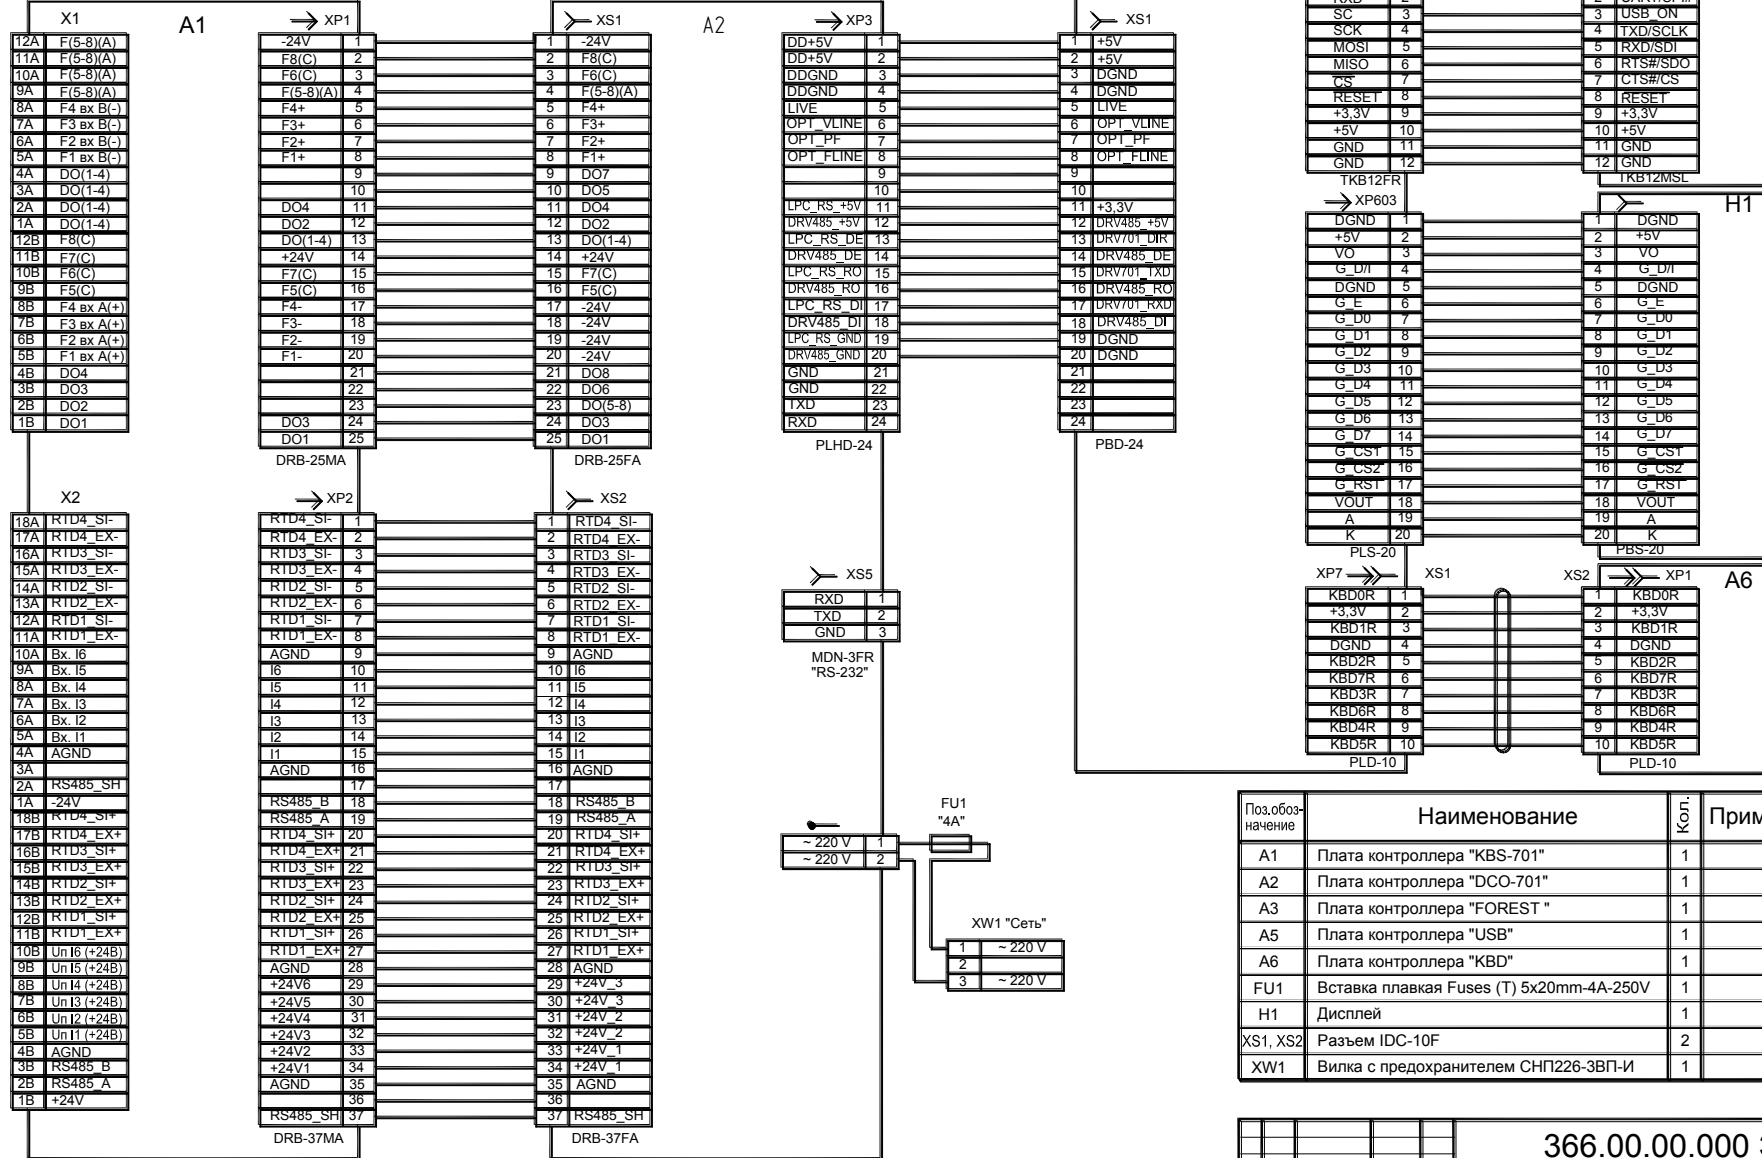 X1
A1
XP1
XS1
A2
XP3
XS1
12A F(5-8)(A)
11A F(5-8)(A)
10A F(5-8)(A)
9A F(5-8)(A)
8A F4 вх B(-)
7A F3 вх B(-)
6A F2 вх B(-)
5A F1 вх B(-)
4A DO(1-4)
3A DO(1-4)
2A DO(1-4)
1A DO(1-4)
12B F8(C)
11B F7(C)
10B F6(C)
9B F5(C)
8B F4 вх A(+)
7B F3 вх A(+)
6B F2 вх A(+)
5B F1 вх A(+)
4B DO4
3B DO3
2B DO2
1B DO1
-24V 1
F8(C) 2
F6(C) 3
F(5-8)(A) 4
F4+ 5
F3+ 6
F2+ 7
F1+ 8
9
10
DO4 11
DO2 12
DO(1-4) 13
+24V 14
F7(C) 15
F5(C) 16
F4- 17
F3- 18
F2- 19
F1- 20
21
22
23
DO3 24
DO1 25
DRB-25MA
1 -24V
2 F8(C)
3 F6(C)
4 F(5-8)(A)
5 F4+
6 F3+
7 F2+
8 F1+
9 DO7
10 DO5
11 DO4
12 DO2
13 DO(1-4)
14 +24V
15 F7(C)
16 F5(C)
17 -24V
18 -24V
19 -24V
20 -24V
21 DO8
22 DO6
23 DO(5-8)
24 DO3
25 DO1
DRB-25FA
DD+5V 1
DD+5V 2
DDGND 3
DDGND 4
LIVE 5
OPT_VLINE 6
OPT_PF 7
OPT_FLINE 8
9
10
LPC_RS_+5V 11
DRV485_+5V 12
LPC_RS_DE 13
DRV485_DE 14
LPC_RS_RO 15
DRV485_RO 16
LPC_RS_DI 17
DRV485_DI 18
LPC_RS_GND 19
DRV485_GND 20
GND 21
GND 22
TXD 23
RXD 24
PLHD-24
1 +5V
2 +5V
3 DGND
4 DGND
5 LIVE
6 OPT_VLINE
7 OPT_PF
8 OPT_FLINE
9
10
11 +3,3V
12 DRV485_+5V
13 DRV701_DIR
14 DRV485_DE
15 DRV701_TXD
16 DRV485_RO
17 DRV701_RXD
18 DRV485_DI
19 DGND
20 DGND
21
22
23
24
PBD-24
SC 3
SCK 4
MOSI 5
MISO 6
CS 7
RESET 8
+3,3V 9
+5V 10
GND 11
GND 12
TKB12FR
3 USB_ON
4 TXD/SCLK
5 RXD/SDI
6 RTS#/SDO
7 CTS#/CS
8 RESET
9 +3,3V
10 +5V
11 GND
12 GND
TKB12MSL
XP603
H1
DGND 1
+5V 2
VO 3
G_D/I 4
DGND 5
G_E 6
G_D0 7
G_D1 8
G_D2 9
G_D3 10
G_D4 11
G_D5 12
G_D6 13
G_D7 14
G_CS1 15
G_CS2 16
G_RST 17
VOUT 18
A 19
K 20
PLS-20
1 DGND
2 +5V
3 VO
4 G_D/I
5 DGND
6 G_E
7 G_D0
8 G_D1
9 G_D2
10 G_D3
11 G_D4
12 G_D5
13 G_D6
14 G_D7
15 G_CS1
16 G_CS2
17 G_RST
18 VOUT
19 A
20 K
PBS-20
X2
XP2
XS2
18A RTD4_SI-
17A RTD4_EX-
16A RTD3_SI-
15A RTD3_EX-
14A RTD2_SI-
13A RTD2_EX-
12A RTD1_SI-
11A RTD1_EX-
10A Вх. I6
9A Вх. I5
8A Вх. I4
7A Вх. I3
6A Вх. I2
5A Вх. I1
4A AGND
3A
2A RS485_SH
1A -24V
18B RTD4_SI+
17B RTD4_EX+
16B RTD3_SI+
15B RTD3_EX+
14B RTD2_SI+
13B RTD2_EX+
12B RTD1_SI+
11B RTD1_EX+
10B Uп I6 (+24В)
9B Uп I5 (+24В)
8B Uп I4 (+24В)
7B Uп I3 (+24В)
6B Uп I2 (+24В)
5B Uп I1 (+24В)
4B AGND
3B RS485_B
2B RS485_A
1B +24V
RTD4_SI- 1
RTD4_EX- 2
RTD3_SI- 3
RTD3_EX- 4
RTD2_SI- 5
RTD2_EX- 6
RTD1_SI- 7
RTD1_EX- 8
AGND 9
I6 10
I5 11
I4 12
I3 13
I2 14
I1 15
AGND 16
17
RS485_B 18
RS485_A 19
RTD4_SI+ 20
RTD4_EX+ 21
RTD3_SI+ 22
RTD3_EX+ 23
RTD2_SI+ 24
RTD2_EX+ 25
RTD1_SI+ 26
RTD1_EX+ 27
AGND 28
+24V6 29
+24V5 30
+24V4 31
+24V3 32
+24V2 33
+24V1 34
AGND 35
36
RS485_SH 37
DRB-37MA
1 RTD4_SI-
2 RTD4_EX-
3 RTD3_SI-
4 RTD3_EX-
5 RTD2_SI-
6 RTD2_EX-
7 RTD1_SI-
8 RTD1_EX-
9 AGND
10 I6
11 I5
12 I4
13 I3
14 I2
15 I1
16 AGND
17
18 RS485_B
19 RS485_A
20 RTD4_SI+
21 RTD4_EX+
22 RTD3_SI+
23 RTD3_EX+
24 RTD2_SI+
25 RTD2_EX+
26 RTD1_SI+
27 RTD1_EX+
28 AGND
29 +24V_3
30 +24V_3
31 +24V_2
32 +24V_2
33 +24V_1
34 +24V_1
35 AGND
36
37 RS485_SH
DRB-37FA
XS5
RXD 1
TXD 2
GND 3
MDN-3FR
"RS-232"
~ 220 V 1
~ 220 V 2
FU1
"4A"
XW1 "Сеть"
1 ~ 220 V
2
3 ~ 220 V
XP7
XS1
XS2
XP1
A6
KBD0R 1
+3,3V 2
KBD1R 3
DGND 4
KBD2R 5
KBD7R 6
KBD3R 7
KBD6R 8
KBD4R 9
KBD5R 10
PLD-10
1 KBD0R
2 +3,3V
3 KBD1R
4 DGND
5 KBD2R
6 KBD7R
7 KBD3R
8 KBD6R
9 KBD4R
10 KBD5R
PLD-10
Поз.обоз-
начение
Наименование
Кол.
Прим
A1 Плата контроллера "KBS-701" 1
A2 Плата контроллера "DCO-701" 1
A3 Плата контроллера "FOREST " 1
A5 Плата контроллера "USB" 1
A6 Плата контроллера "KBD" 1
FU1 Вставка плавкая Fuses (T) 5x20mm-4A-250V 1
H1 Дисплей 1
XS1, XS2 Разъем IDC-10F 2
XW1 Вилка с предохранителем СНП226-3ВП-И 1
366.00.00.000